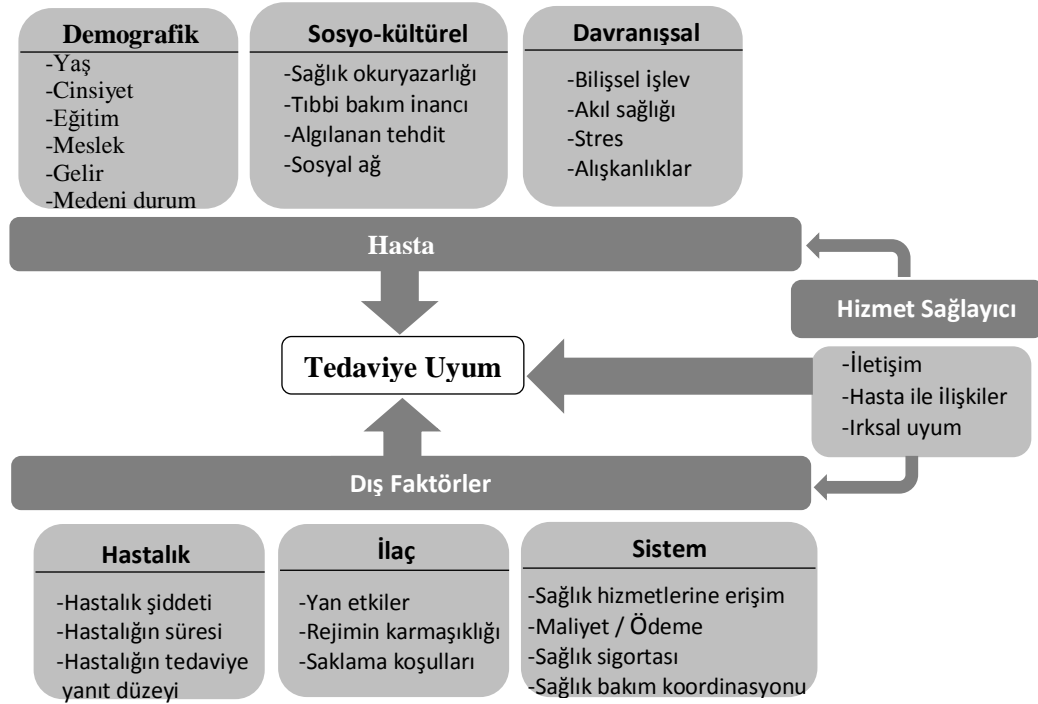 Demografik
-Yaş
-Cinsiyet
-Eğitim
-Meslek
-Gelir
-Medeni durum
Sosyo-kültürel
-Sağlık okuryazarlığı
-Tıbbi bakım inancı
-Algılanan tehdit
-Sosyal ağ
Davranışsal
-Bilişsel işlev
-Akıl sağlığı
-Stres
-Alışkanlıklar
Hasta
Hizmet Sağlayıcı
-İletişim
-Hasta ile ilişkiler
-Irksal uyum
Tedaviye Uyum
Dış Faktörler
Hastalık
-Hastalık şiddeti
-Hastalığın süresi
-Hastalığın tedaviye
yanıt düzeyi
İlaç
-Yan etkiler
-Rejimin karmaşıklığı
-Saklama koşulları
Sistem
-Sağlık hizmetlerine erişim
-Maliyet / Ödeme
-Sağlık sigortası
-Sağlık bakım koordinasyonu